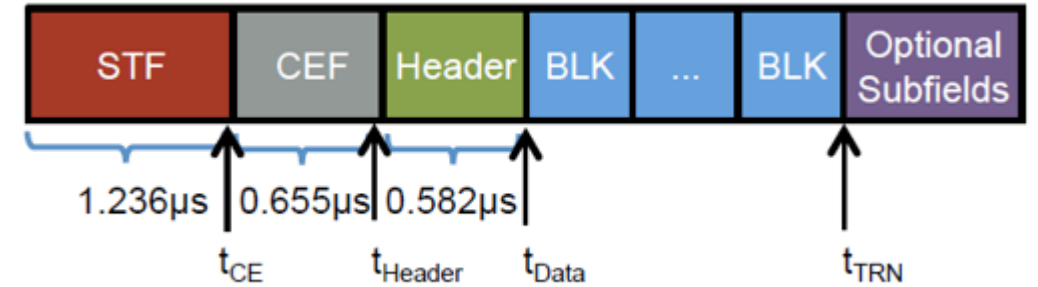 STF CEF Header BLK ... BLK Optional Subfields
1.236µs 0.655µs 0.582µs
tCE tHeader tData tTRN